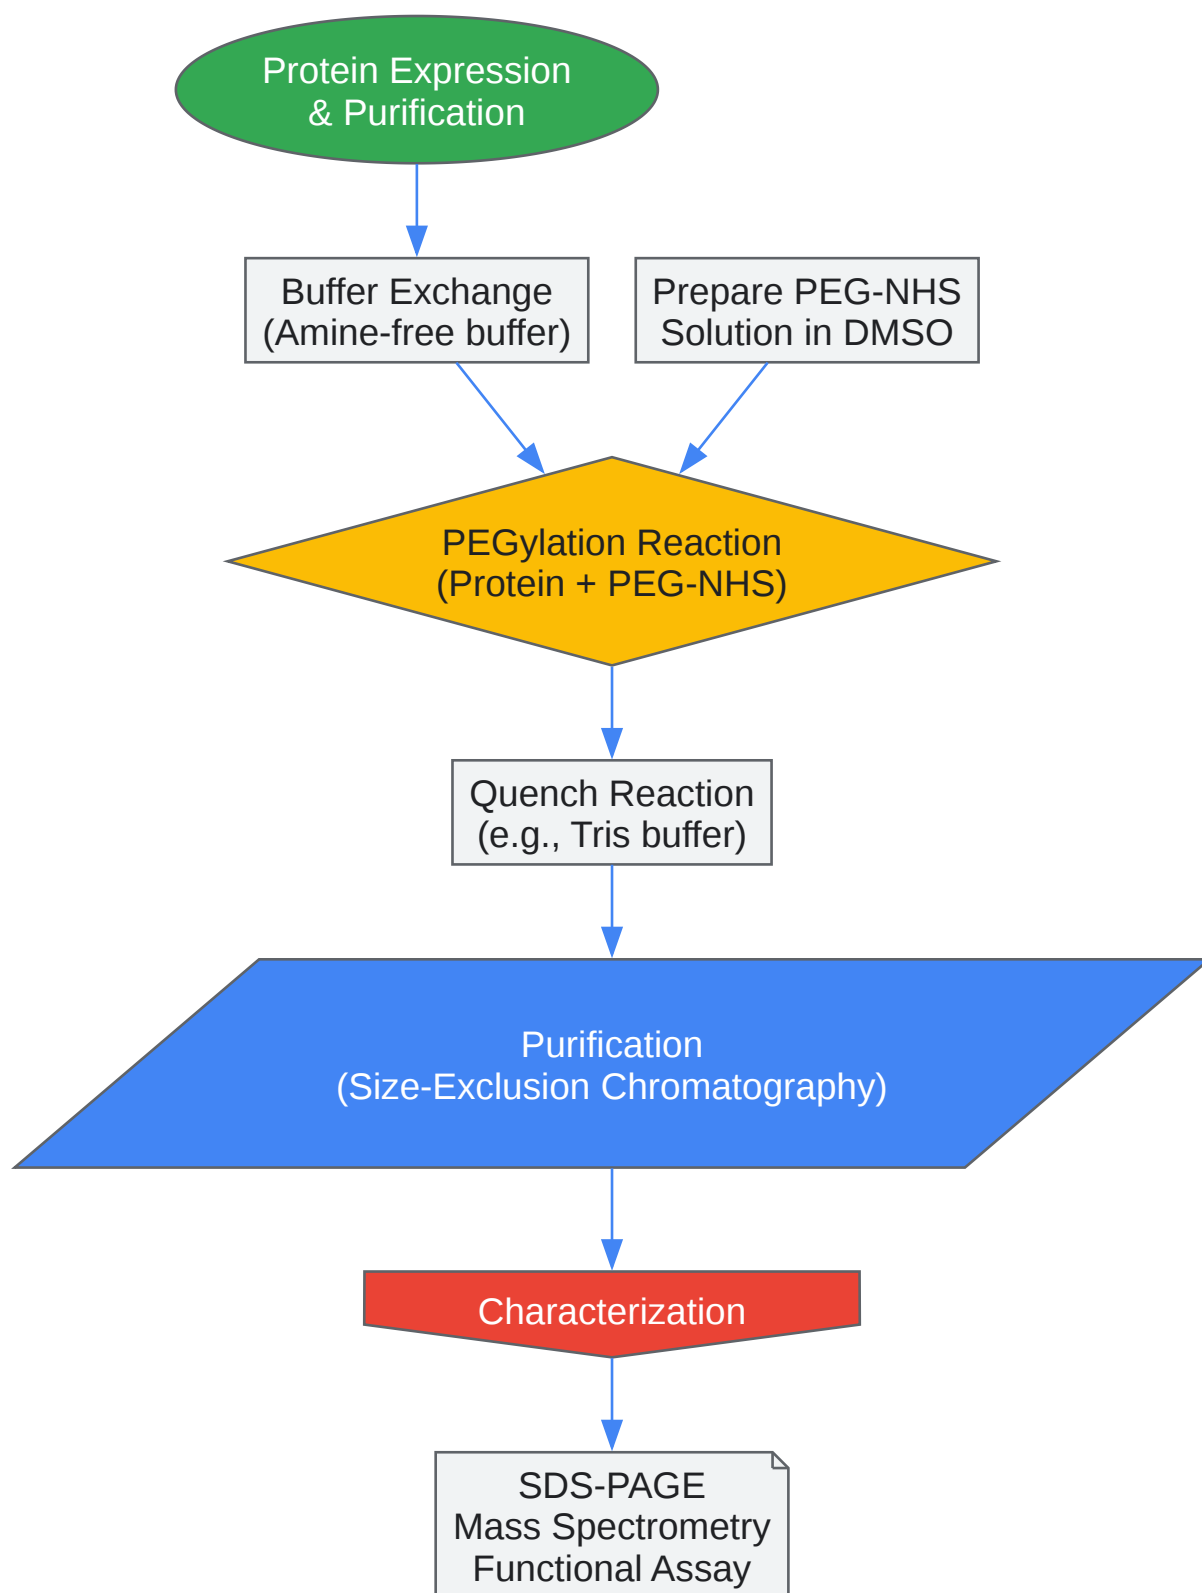 Protein Expression
& Purification
Buffer Exchange
(Amine-free buffer)
Prepare PEG-NHS
Solution in DMSO
PEGylation Reaction
(Protein + PEG-NHS)
Quench Reaction
(e.g., Tris buffer)
Purification
(Size-Exclusion Chromatography)
Characterization
SDS-PAGE
Mass Spectrometry
Functional Assay